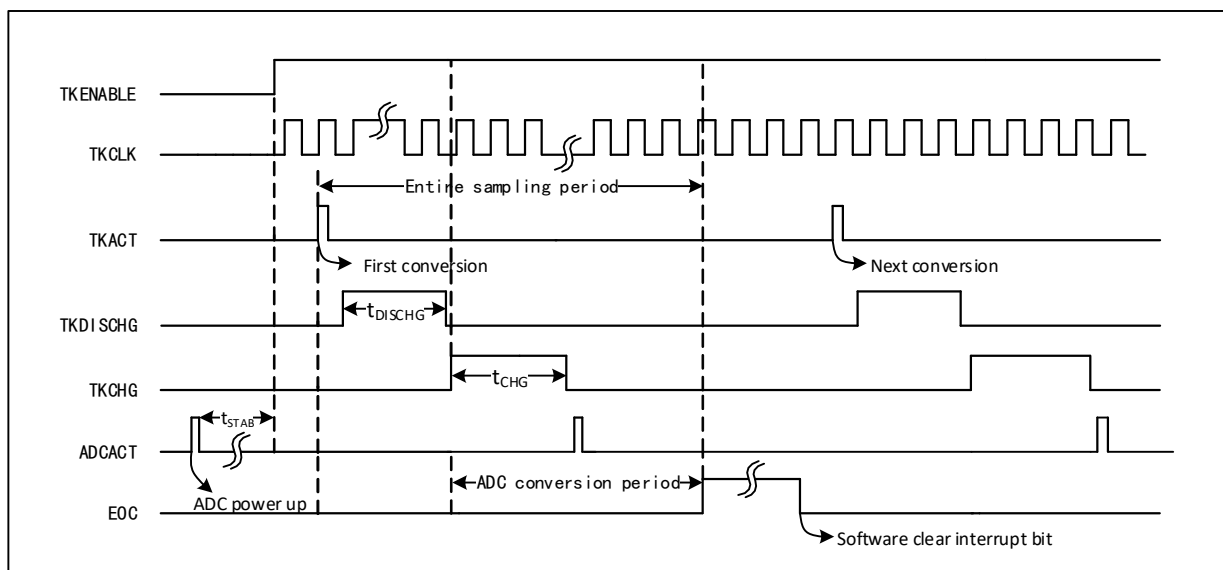 TKENABLE
TKCLK
Entire sampling period
TKACT
First conversion
Next conversion
tDISCHG
TKDISCHG
tCHG
TKCHG
tSTAB
ADCACT
ADC power up
ADC conversion period
EOC
Software clear interrupt bit